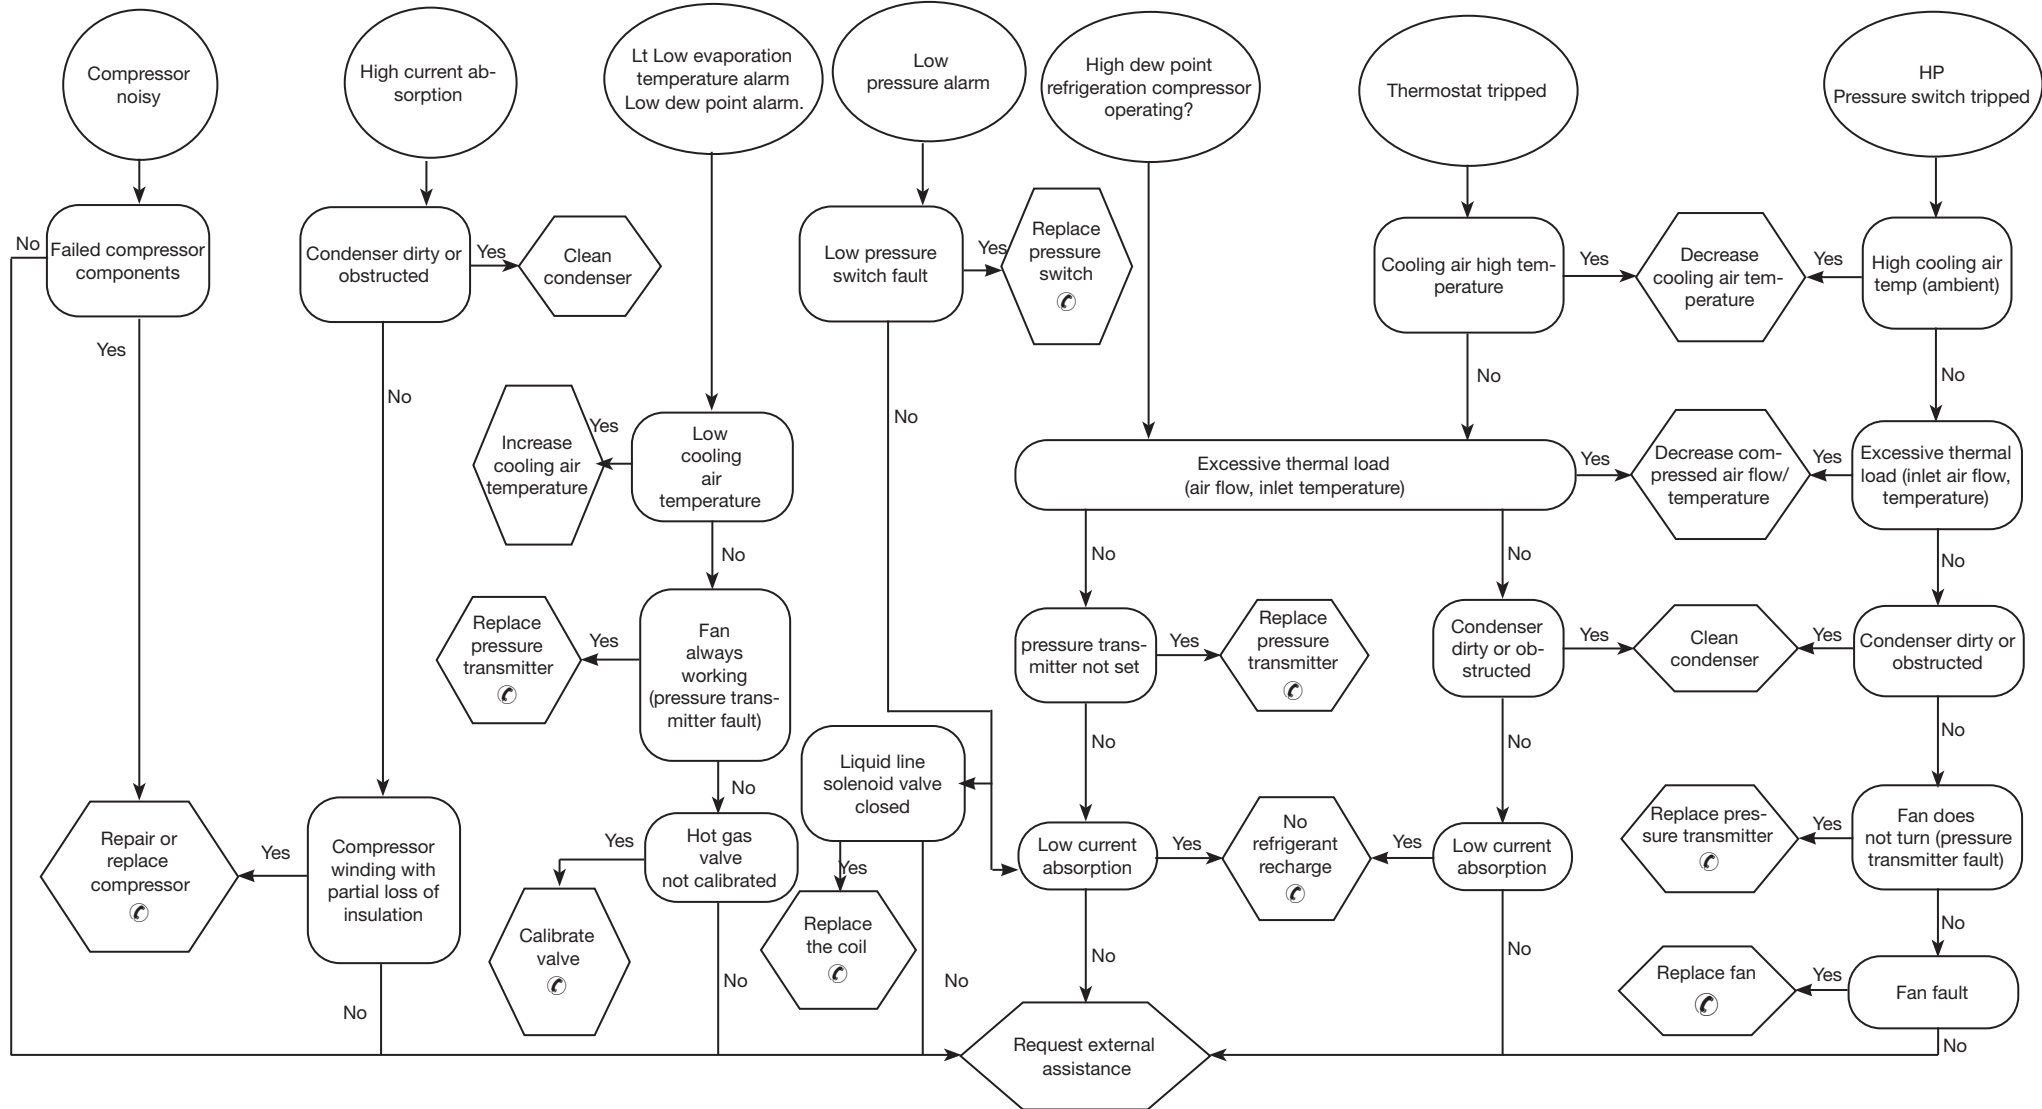 Compressor
noisy
High current ab-
sorption
Lt Low evaporation
temperature alarm
Low dew point alarm.
Low
pressure alarm
High dew point
refrigeration compressor
operating?
Thermostat tripped
HP
Pressure switch tripped
No
Failed compressor
components
Condenser dirty or
obstructed
Yes
Clean
condenser
Low pressure
switch fault
Yes
Replace
pressure
switch
Cooling air high tem-
perature
Yes
Decrease
cooling air tem-
perature
Yes
High cooling air
temp (ambient)
Yes
No
No
No
No
Increase
cooling air
temperature
Yes
Low
cooling
air
temperature
Excessive thermal load
(air flow, inlet temperature)
Yes
Decrease com-
pressed air flow/
temperature
Yes
Excessive thermal
load (inlet air flow,
temperature)
No
No
No
No
Replace
pressure
transmitter
Yes
Fan
always
working
(pressure trans-
mitter fault)
pressure trans-
mitter not set
Yes
Replace
pressure
transmitter
Condenser
dirty or ob-
structed
Yes
Clean
condenser
Yes
Condenser dirty or
obstructed
No
No
No
No
Liquid line
solenoid valve
closed
Repair or
replace
compressor
Yes
Compressor
winding with
partial loss of
insulation
Yes
Hot gas
valve
not calibrated
Yes
Low current
absorption
Yes
No
refrigerant
recharge
Yes
Low current
absorption
Replace pres-
sure transmitter
Yes
Fan does
not turn (pressure
transmitter fault)
Calibrate
valve
Replace
the coil
No
No
No
No
No
No
Replace fan
Yes
Fan fault
Request external
assistance
No